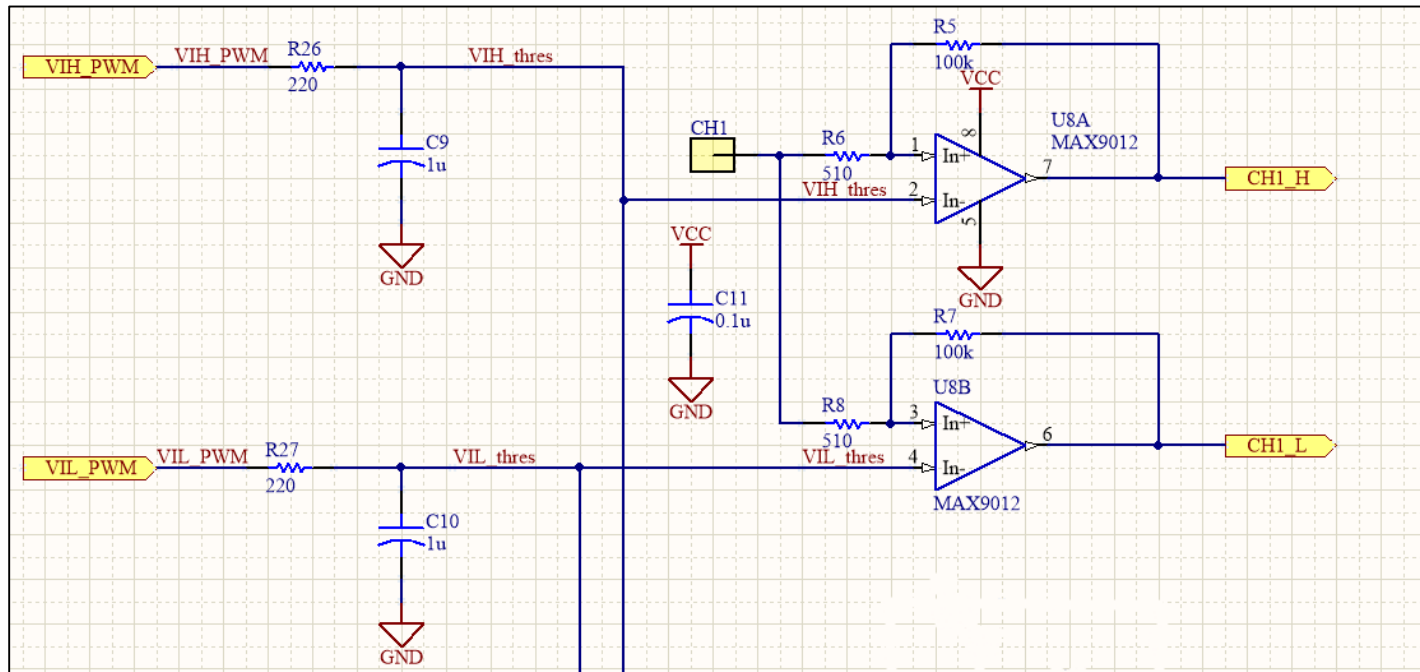 VIH_PWM
VIH_PWM
R26
220
VIH_thres
C9
1u
GND
R5
100k
VCC
CH1
R6
510
1
In+
8
U8A
MAX9012
7
CH1_H
VIH_thres
2
In-
5
GND
VCC
C11
0.1u
GND
R7
100k
U8B
R8
510
3
In+
6
CH1_L
VIL_PWM
VIL_PWM
R27
220
VIL_thres
VIL_thres
4
In-
MAX9012
C10
1u
GND